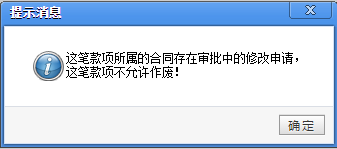 提示消息
这笔款项所属的合同存在审批中的修改申请，
这笔款项不允许作废！
确定